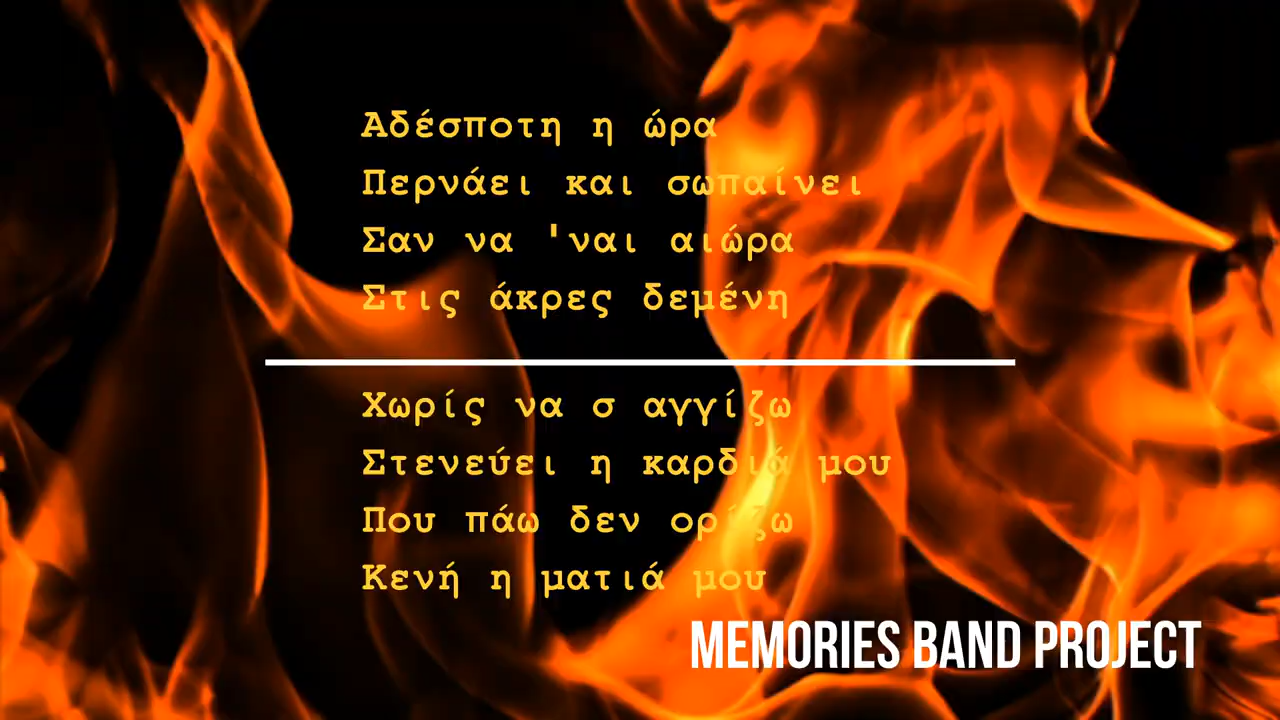 Αδέσποτη η ώρα
Περνάει και σωπαίνει
Σαν να 'ναι αιώρα
Στις άκρες δεμένη
Χωρίς να σ αγγίζω
Στενεύει η καρδιά μου
Που πάω δεν ορίζω
Κενή η ματιά μου
MEMORIES BAND PROJECT